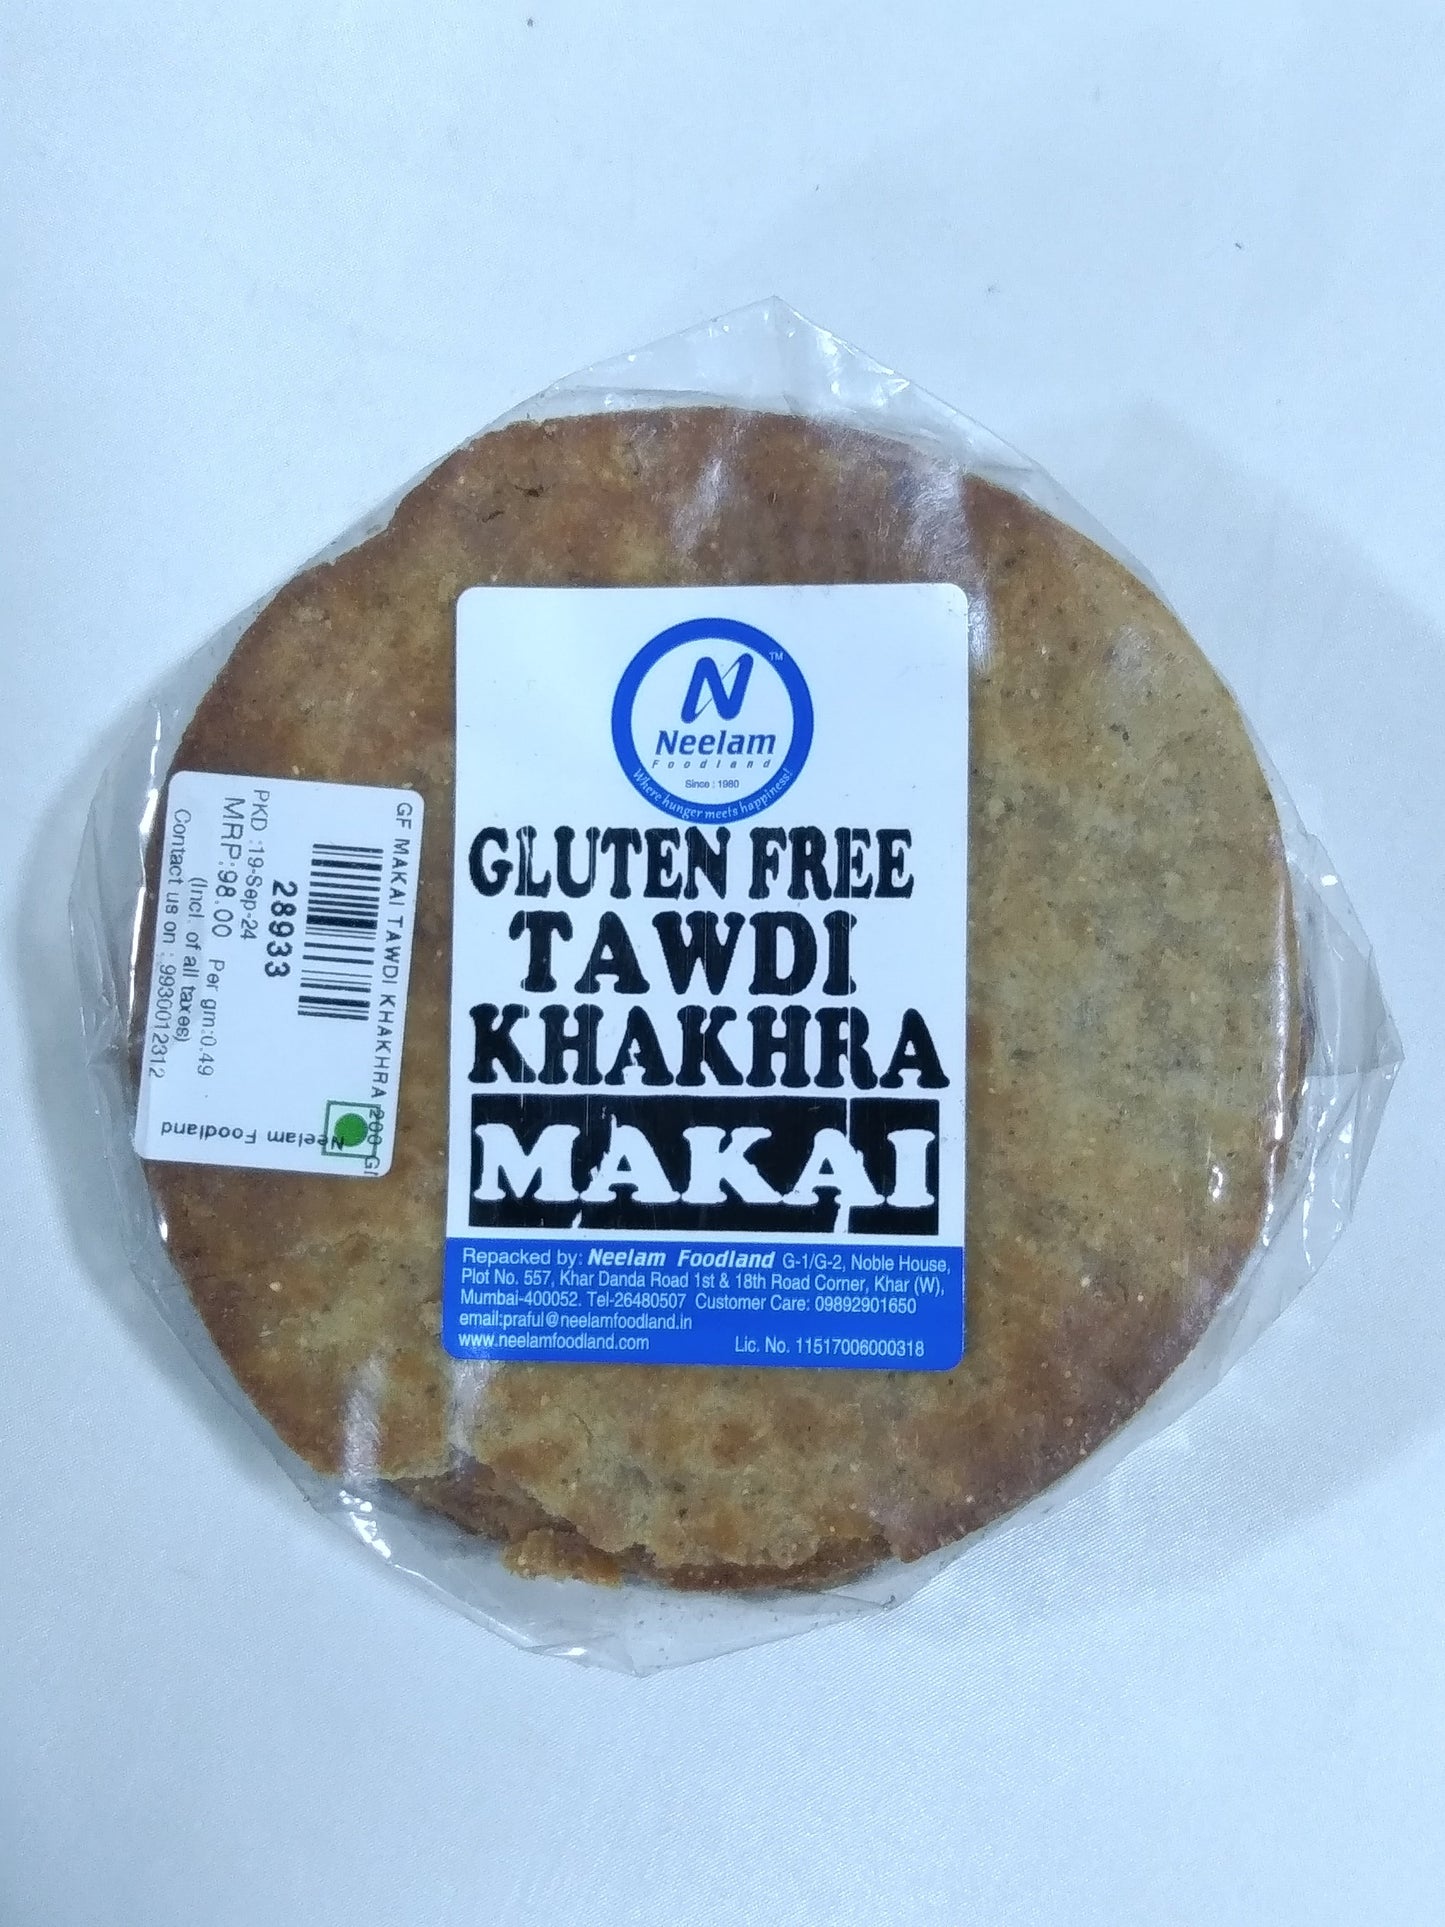 N
TM
Neelam
Foodland
Since : 1980
Where hunger meets happiness!
GLUTEN FREE
TAWDI
KHAKHRA
MAKAI
Repacked by: Neelam Foodland G-1/G-2, Noble House,
Plot No. 557, Khar Danda Road 1st & 18th Road Corner, Khar (W),
Mumbai-400052. Tel-26480507 Customer Care: 09892901650
email:praful@neelamfoodland.in
www.neelamfoodland.com Lic. No. 11517006000318
GF MAKAI TAWDI KHAKHRA 200 G
28933
PKD :19-Sep-24
MRP:98.00 Per gm:0.49
(Incl. of all taxes)
Contact us on : 9930012312
Neelam Foodland